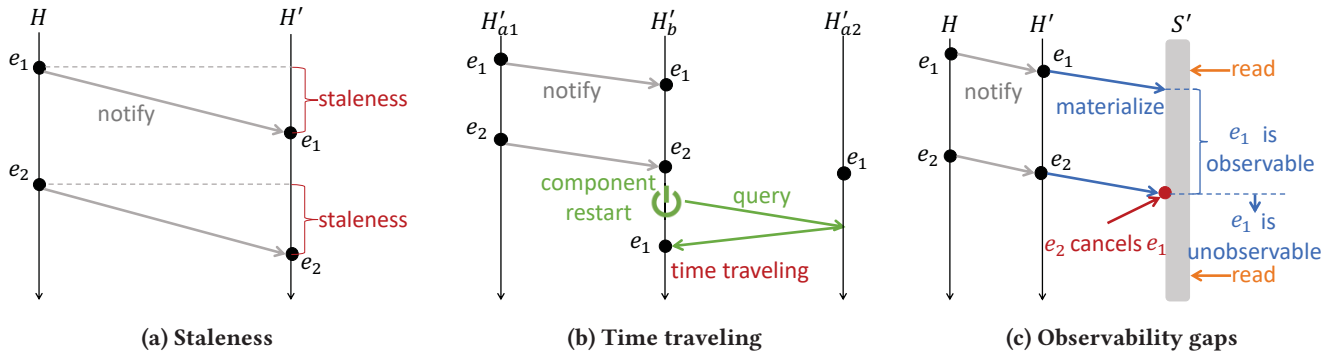 H
H'
e1
notify
staleness
e1
e2
staleness
e2
(a) Staleness
H'a1
H'b
H'a2
e1
e1
notify
e2
e2
e1
component
restart
query
e1
time traveling
(b) Time traveling
H
H'
S'
e1
e1
read
notify
materialize
e1 is
observable
e2
e2
e1 is
unobservable
e2 cancels e1
read
(c) Observability gaps